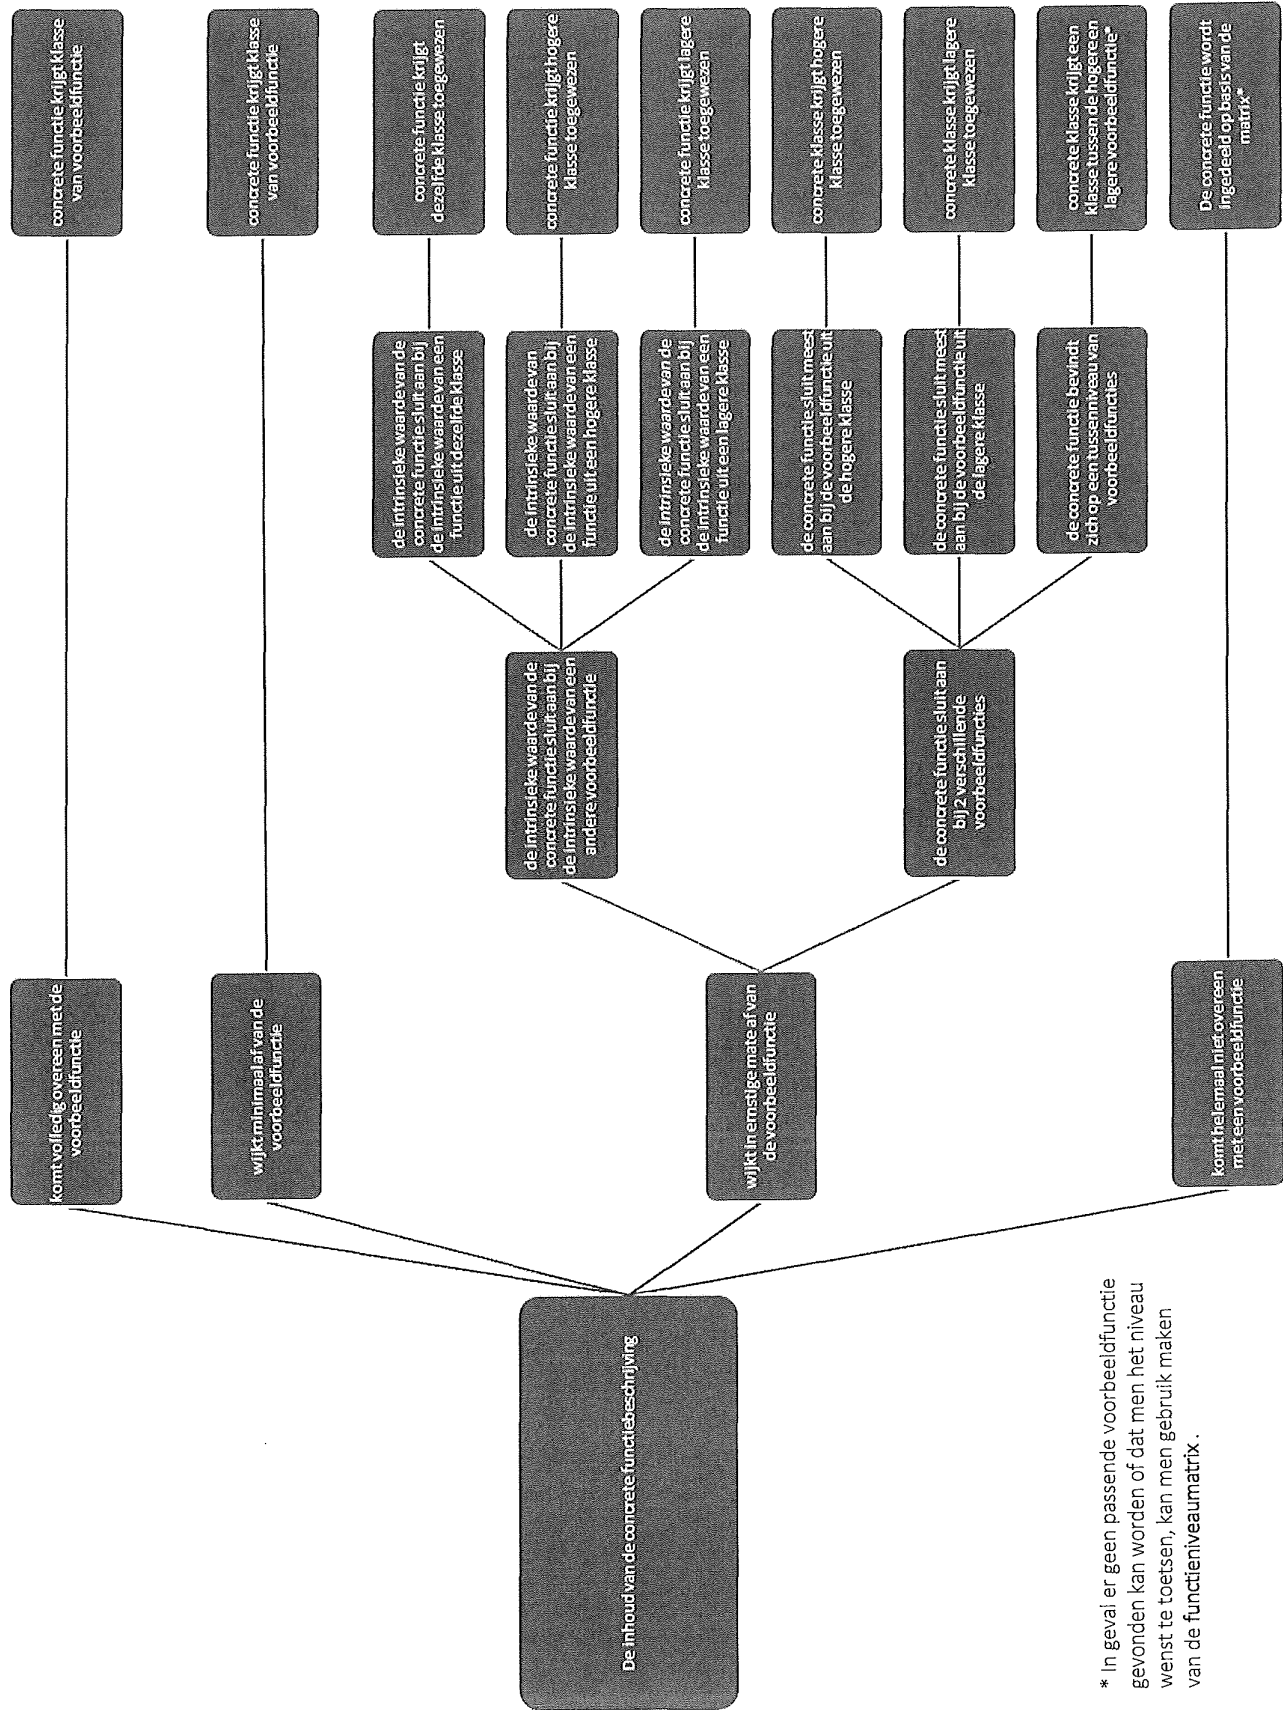 De inhoud van de concrete functiebeschrijving
komt volledig overeen met de
voorbeeldfunctie
concrete functie krijgt klasse
van voorbeeldfunctie
wijkt minimaal af van de
voorbeeldfunctie
concrete functie krijgt klasse
van voorbeeldfunctie
wijkt in ernstige mate af van
de voorbeeldfunctie
de intrinsieke waarde van de
concrete functie sluit aan bij
de intrinsieke waarde van een
andere voorbeeldfunctie
de intrinsieke waarde van de
concrete functie sluit aan bij
de intrinsieke waarde van een
functie uit dezelfde klasse
concrete functie krijgt
dezelfde klasse toegewezen
de intrinsieke waarde van
concrete functie sluit aan bij
de intrinsieke waarde van een
functie uit een hogere klasse
concrete functie krijgt hogere
klasse toegewezen
de intrinsieke waarde van de
concrete functie sluit aan bij
de intrinsieke waarde van een
functie uit een lagere klasse
concrete functie krijgt lagere
klasse toegewezen
de concrete functie sluit aan
bij 2 verschillende
voorbeeldfuncties
de concrete functie sluit meest
aan bij de voorbeeldfunctie uit
de hogere klasse
concrete klasse krijgt hogere
klasse toegewezen
de concrete functie sluit meest
aan bij de voorbeeldfunctie uit
de lagere klasse
concrete klasse krijgt lagere
klasse toegewezen
de concrete functie bevindt
zich op een tussenniveau van
voorbeeldfuncties
concrete klasse krijgt een
klasse tussen de hogere en
lagere voorbeeldfunctie*
komt helemaal niet overeen
met een voorbeeldfunctie
De concrete functie wordt
ingedeeld op basis van de
matrix*
* In geval er geen passende voorbeeldfunctie
gevonden kan worden of dat men het niveau
wenst te toetsen, kan men gebruik maken
van de functieniveaumatrix .